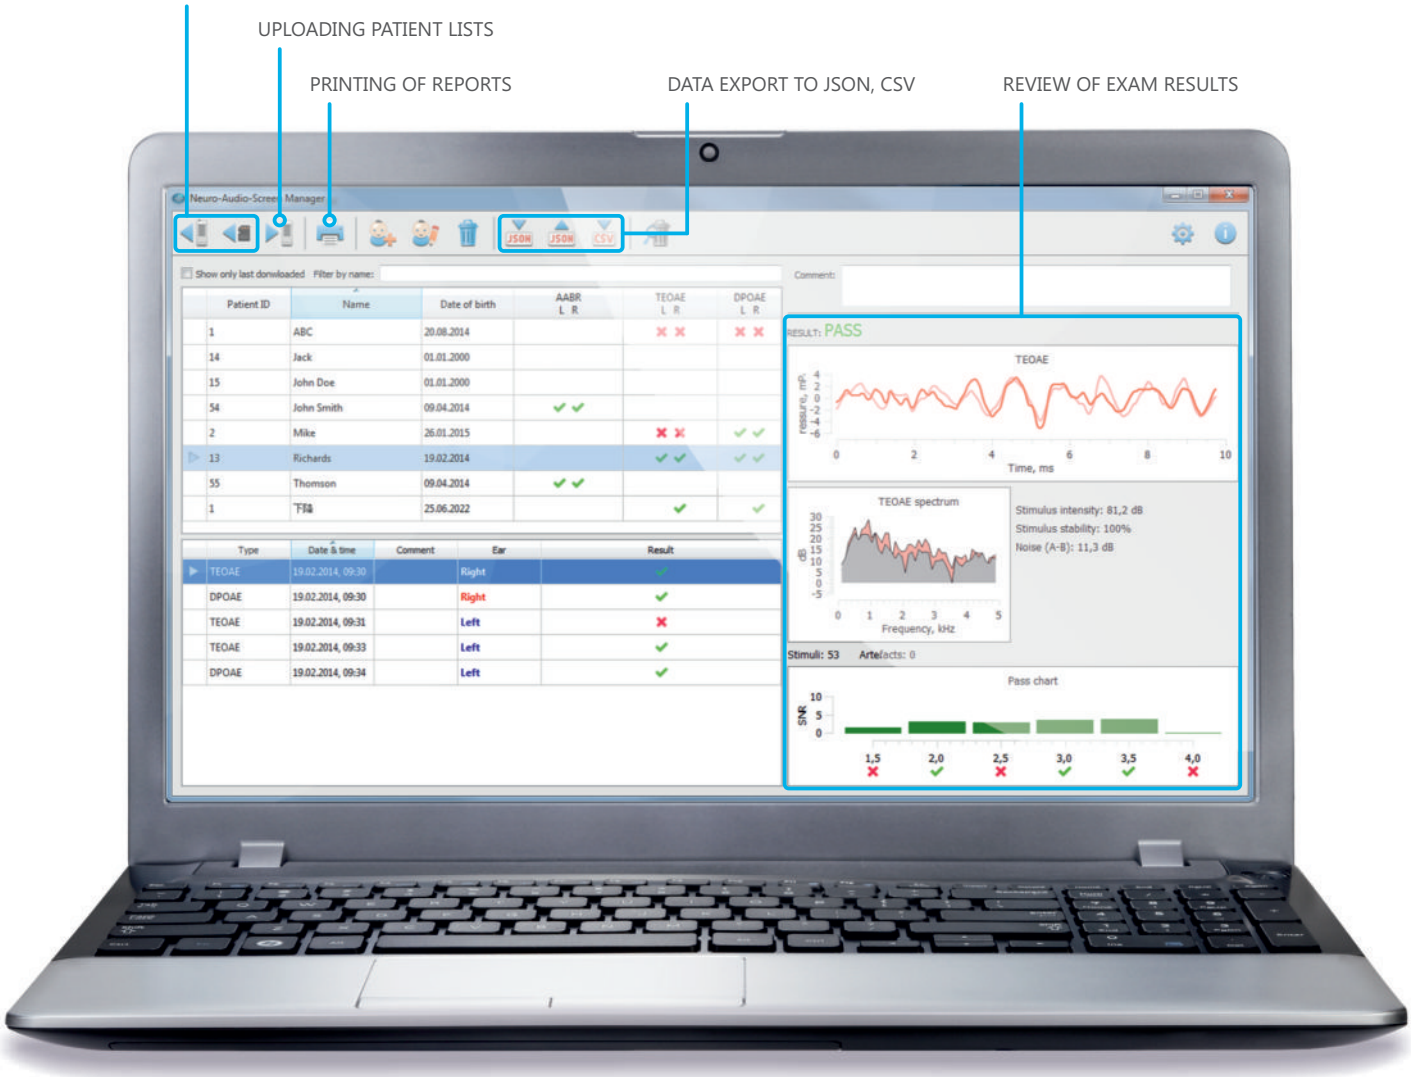 UPLOADING PATIENT LISTS
PRINTING OF REPORTS
DATA EXPORT TO JSON, CSV
REVIEW OF EXAM RESULTS
Neuro-Audio-Screen Manager
JSON JSON CSV
Show only last donwloaded Filter by name:
Comment:
Patient ID Name Date of birth AABR TEOAE DPOAE
L R L R L R
1 ABC 20.08.2014
14 Jack 01.01.2000
15 John Doe 01.01.2000
54 John Smith 09.04.2014
2 Mike 26.01.2015
13 Richards 19.02.2014
55 Thomson 09.04.2014
1 25.06.2022
Type Date & time Comment Ear Result
TEOAE 19.02.2014, 09:30 Right
DPOAE 19.02.2014, 09:30 Right
TEOAE 19.02.2014, 09:31 Left
TEOAE 19.02.2014, 09:33 Left
DPOAE 19.02.2014, 09:34 Left
RESULT: PASS
TEOAE
ressure, mP.
4
2
0
-2
-4
-6
0 2 4 6 8 10
Time, ms
TEOAE spectrum
dB
30
25
20
15
10
5
0
-5
0 1 2 3 4 5
Frequency, kHz
Stimulus intensity: 81,2 dB
Stimulus stability: 100%
Noise (A-B): 11,3 dB
Stimuli: 53 Artefacts: 0
Pass chart
SNR
10
5
0
1,5 2,0 2,5 3,0 3,5 4,0